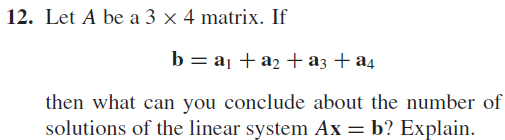 12. Let A be a 3 × 4 matrix. If
b = a₁ + a₂ + a₃ + a₄
then what can you conclude about the number of
solutions of the linear system Ax = b? Explain.